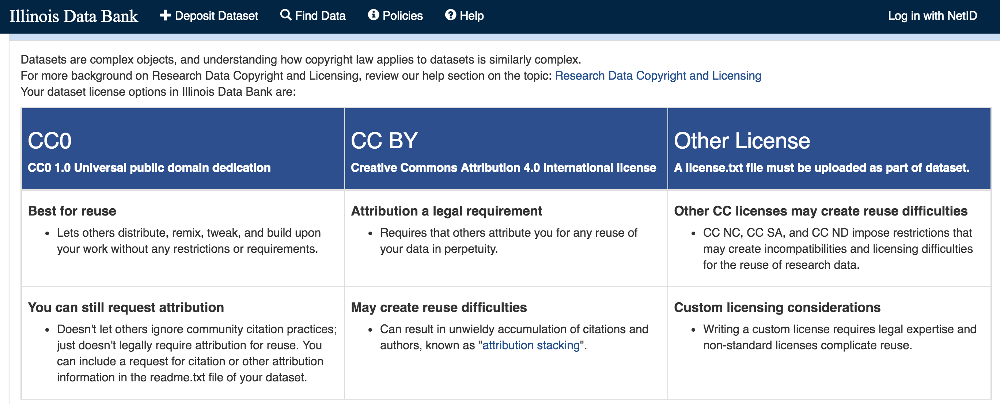 Illinois Data Bank Deposit Dataset Find Data Policies Help Log in with NetID
Datasets are complex objects, and understanding how copyright law applies to datasets is similarly complex.
For more background on Research Data Copyright and Licensing, review our help section on the topic: Research Data Copyright and Licensing
Your dataset license options in Illinois Data Bank are:
CC0
CC0 1.0 Universal public domain dedication
CC BY
Creative Commons Attribution 4.0 International license
Other License
A license.txt file must be uploaded as part of dataset.
Best for reuse
• Lets others distribute, remix, tweak, and build upon
your work without any restrictions or requirements.
Attribution a legal requirement
• Requires that others attribute you for any reuse of
your data in perpetuity.
Other CC licenses may create reuse difficulties
• CC NC, CC SA, and CC ND impose restrictions that
may create incompatibilities and licensing difficulties
for the reuse of research data.
You can still request attribution
• Doesn't let others ignore community citation practices;
just doesn't legally require attribution for reuse. You
can include a request for citation or other attribution
information in the readme.txt file of your dataset.
May create reuse difficulties
• Can result in unwieldy accumulation of citations and
authors, known as "attribution stacking".
Custom licensing considerations
• Writing a custom license requires legal expertise and
non-standard licenses complicate reuse.